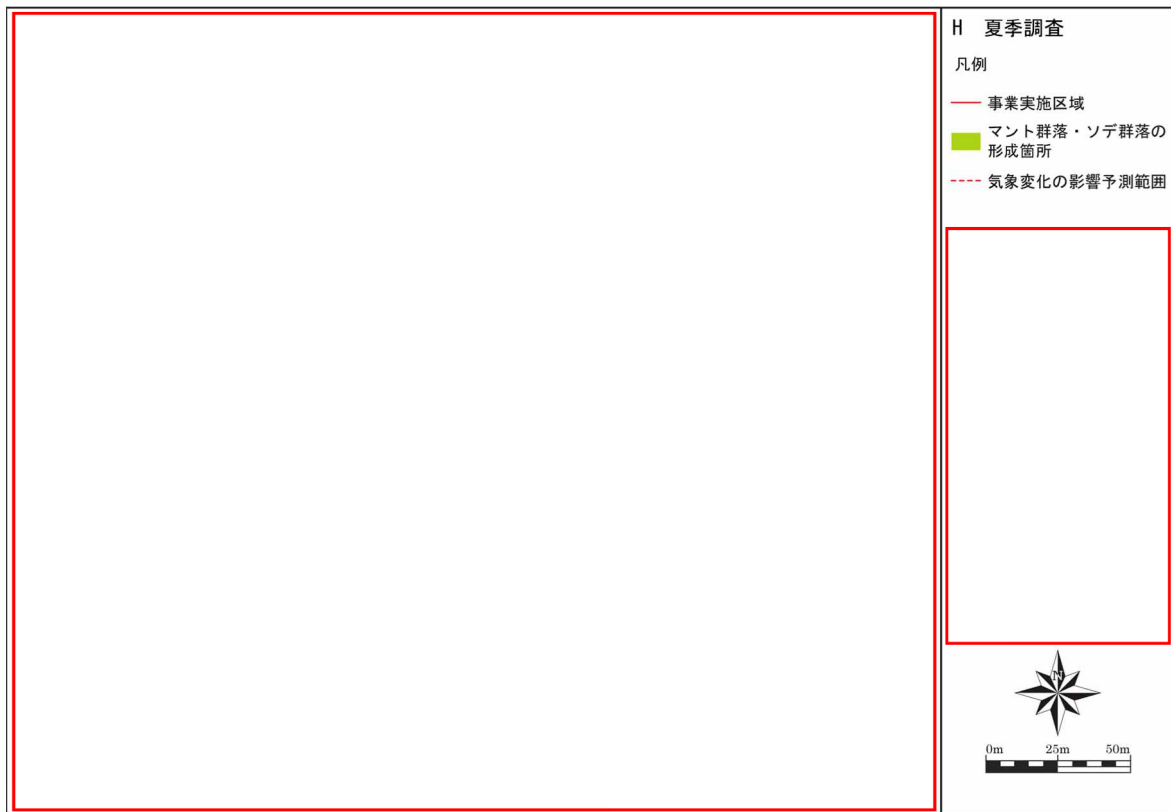 H 夏季調査
凡例
事業実施区域
マント群落・ソデ群落の
形成箇所
気象変化の影響予測範囲
N
0m 25m 50m